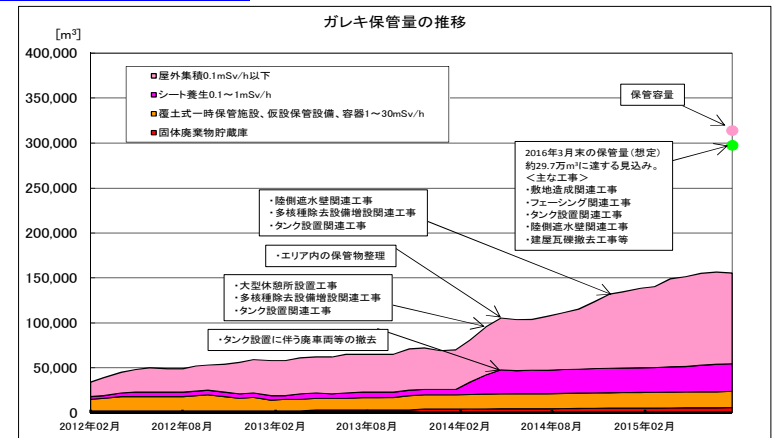 ガレキ保管量の推移
[m³]
400,000
350,000
300,000
250,000
200,000
150,000
100,000
50,000
0
屋外集積0.1mSv/h以下
シート養生0.1～1mSv/h
覆土式一時保管施設、仮設保管設備、容器1～30mSv/h
固体廃棄物貯蔵庫
保管容量
2016年3月末の保管量(想定)
約29.7万m³に達する見込み。
＜主な工事＞
・敷地造成関連工事
・フェーシング関連工事
・タンク設置関連工事
・陸側遮水壁関連工事
・建屋瓦礫撤去工事等
・陸側遮水壁関連工事
・多核種除去設備増設関連工事
・タンク設置関連工事
・エリア内の保管物整理
・大型休憩所設置工事
・多核種除去設備増設関連工事
・タンク設置関連工事
・タンク設置に伴う廃車両等の撤去
2012年02月
2012年08月
2013年02月
2013年08月
2014年02月
2014年08月
2015年02月